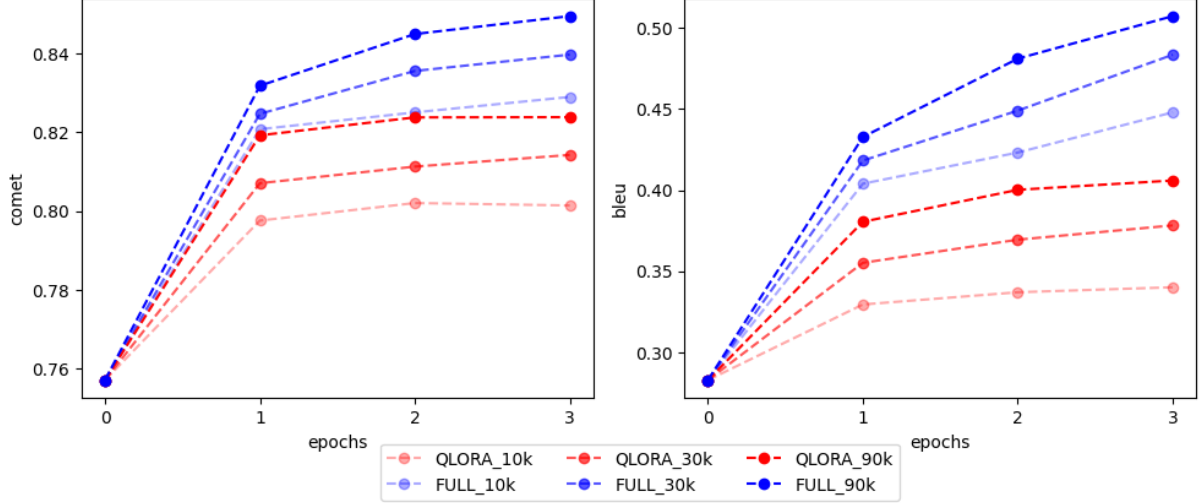 0.84
0.82
0.80
0.78
0.76
comet
0 1 2 3
epochs
0.50
0.45
0.40
0.35
0.30
bleu
0 1 2 3
epochs
QLORA_10k QLORA_30k QLORA_90k
FULL_10k FULL_30k FULL_90k